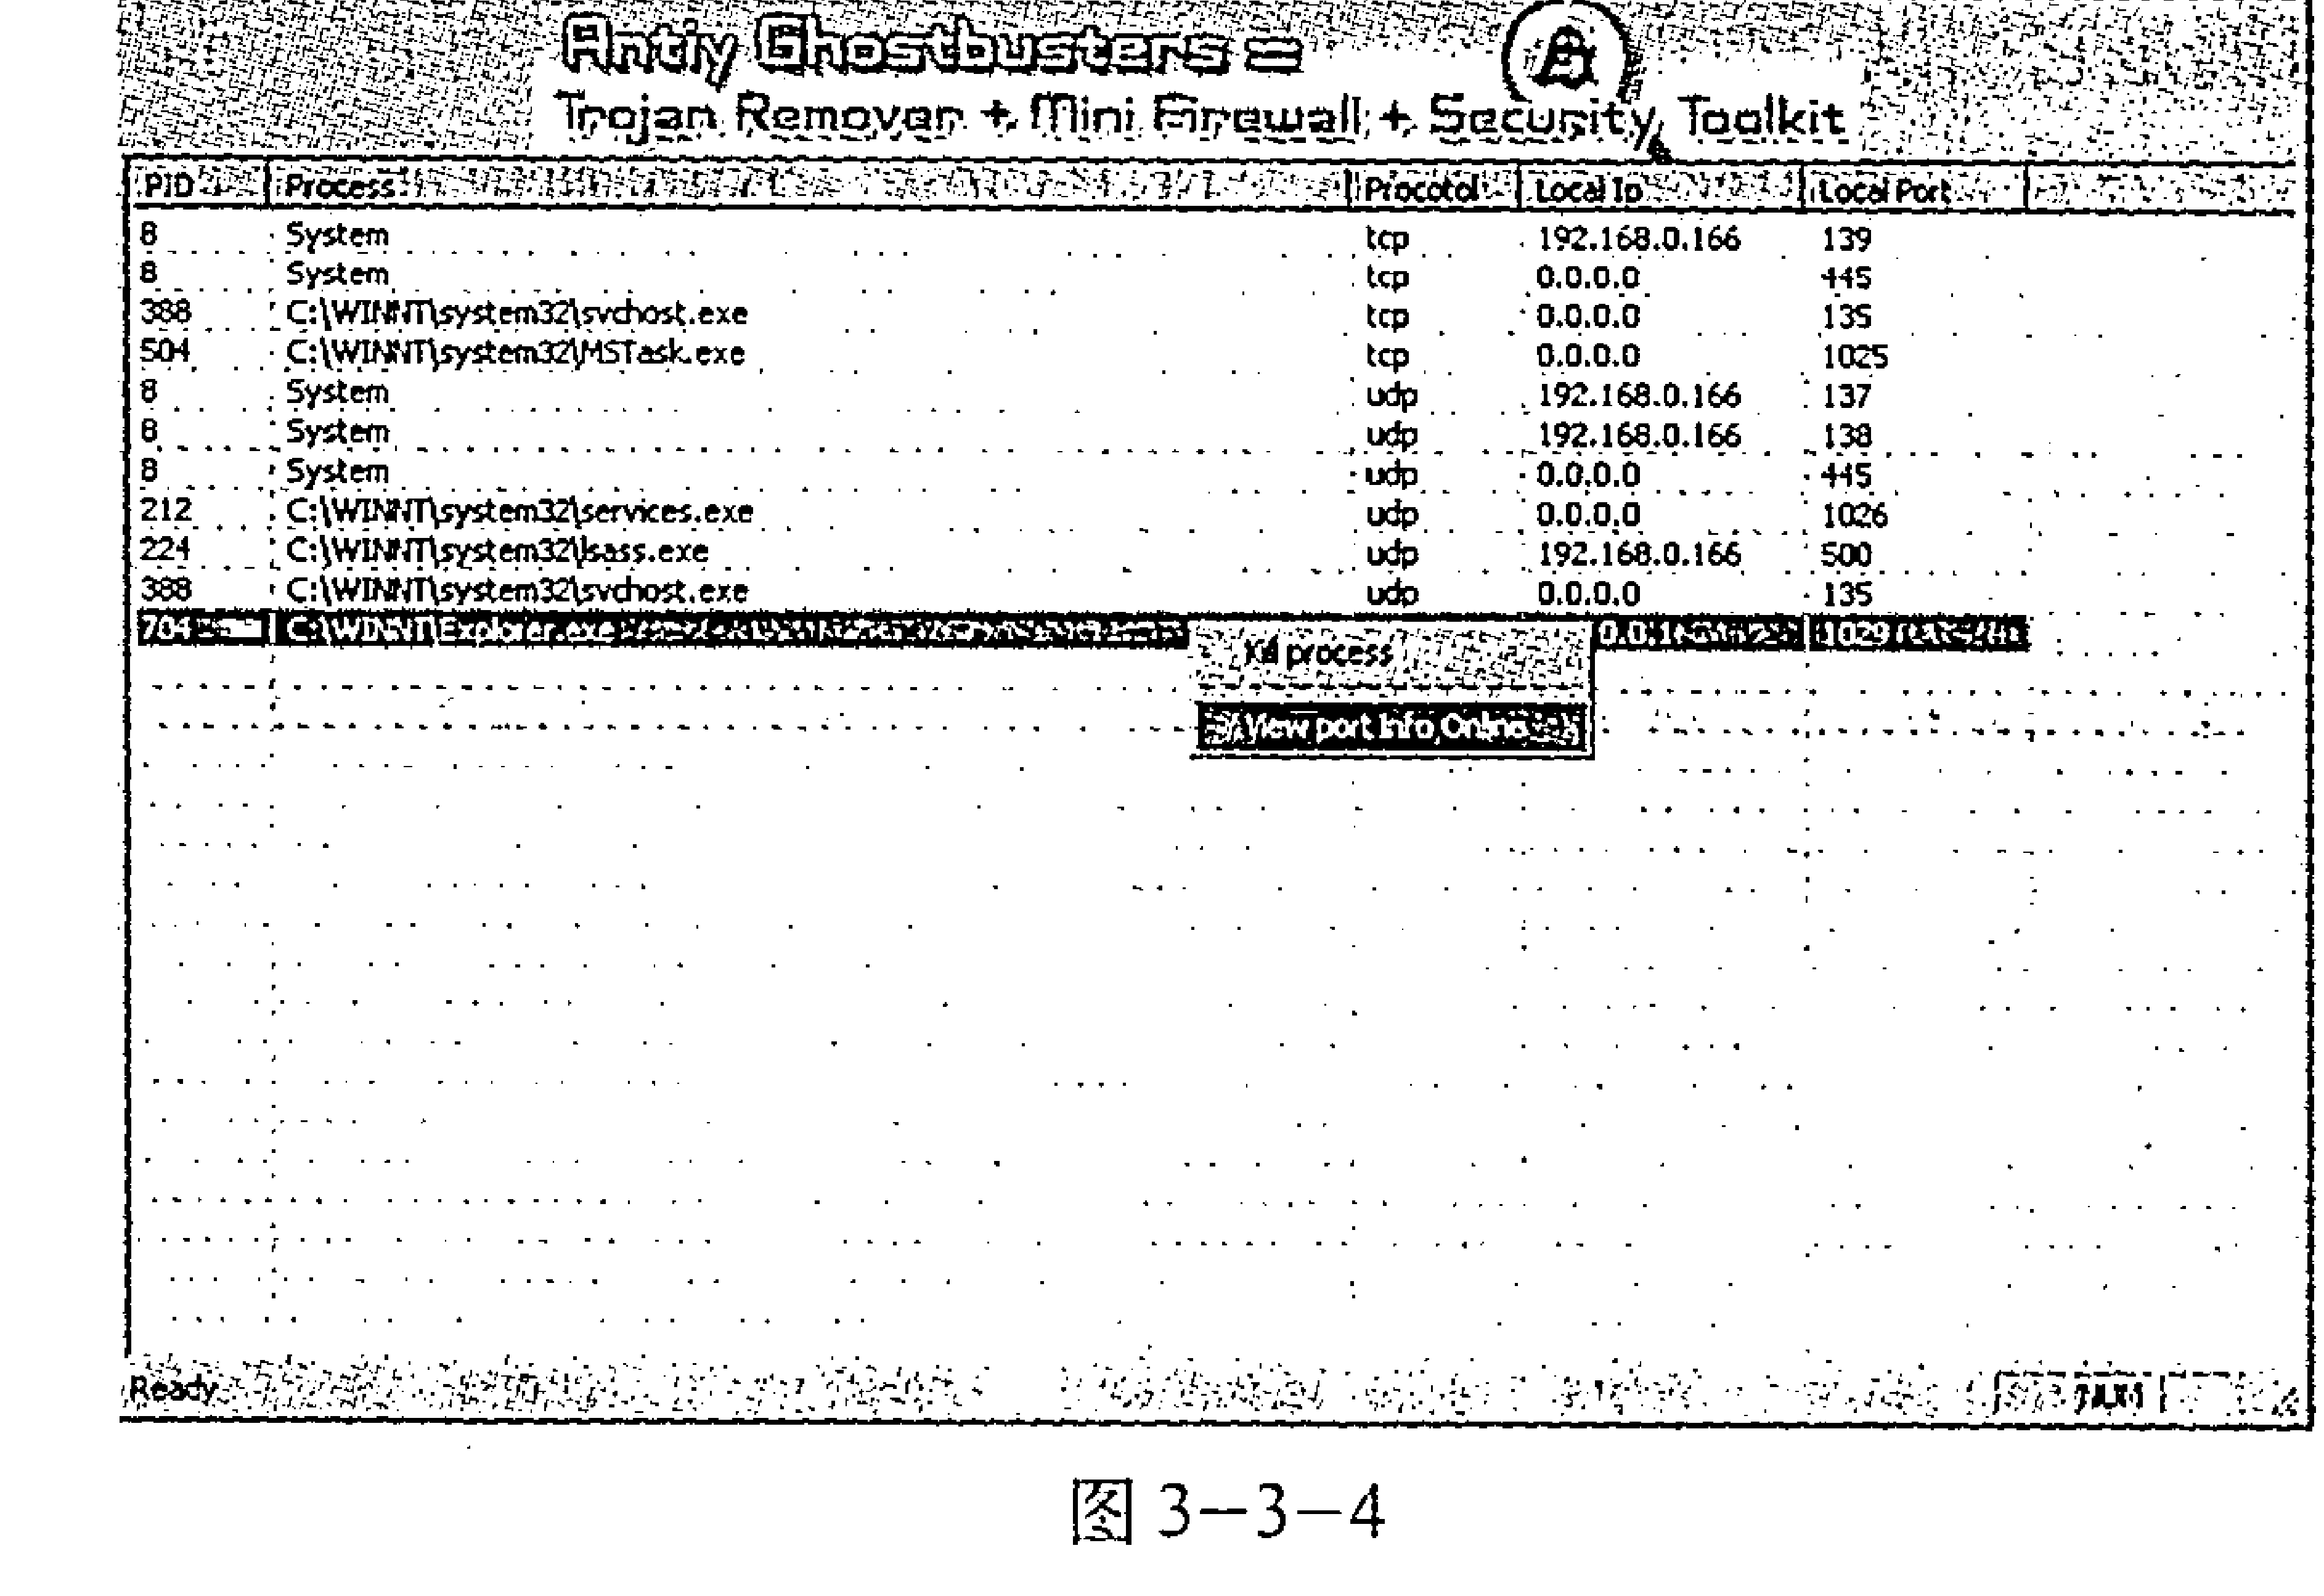 Antiy Ghostbusters =
Trojan Remover + Mini Firewall + Security Toolkit
PID Process Procotol Local Ip Local Port
8 System tcp 192.168.0.166 139
8 System tcp 0.0.0.0 445
388 C:\WINNT\system32\svchost.exe tcp 0.0.0.0 135
504 C:\WINNT\system32\MSTask.exe tcp 0.0.0.0 1025
8 System udp 192.168.0.166 137
8 System udp 192.168.0.166 138
8 System udp 0.0.0.0 445
212 C:\WINNT\system32\services.exe udp 0.0.0.0 1026
224 C:\WINNT\system32\lsass.exe udp 192.168.0.166 500
388 C:\WINNT\system32\svchost.exe udp 0.0.0.0 135
704 C:\WINNT\Explorer.exe 0.0.1 1029
Kill process
View port Info Online
Ready
图 3-3-4